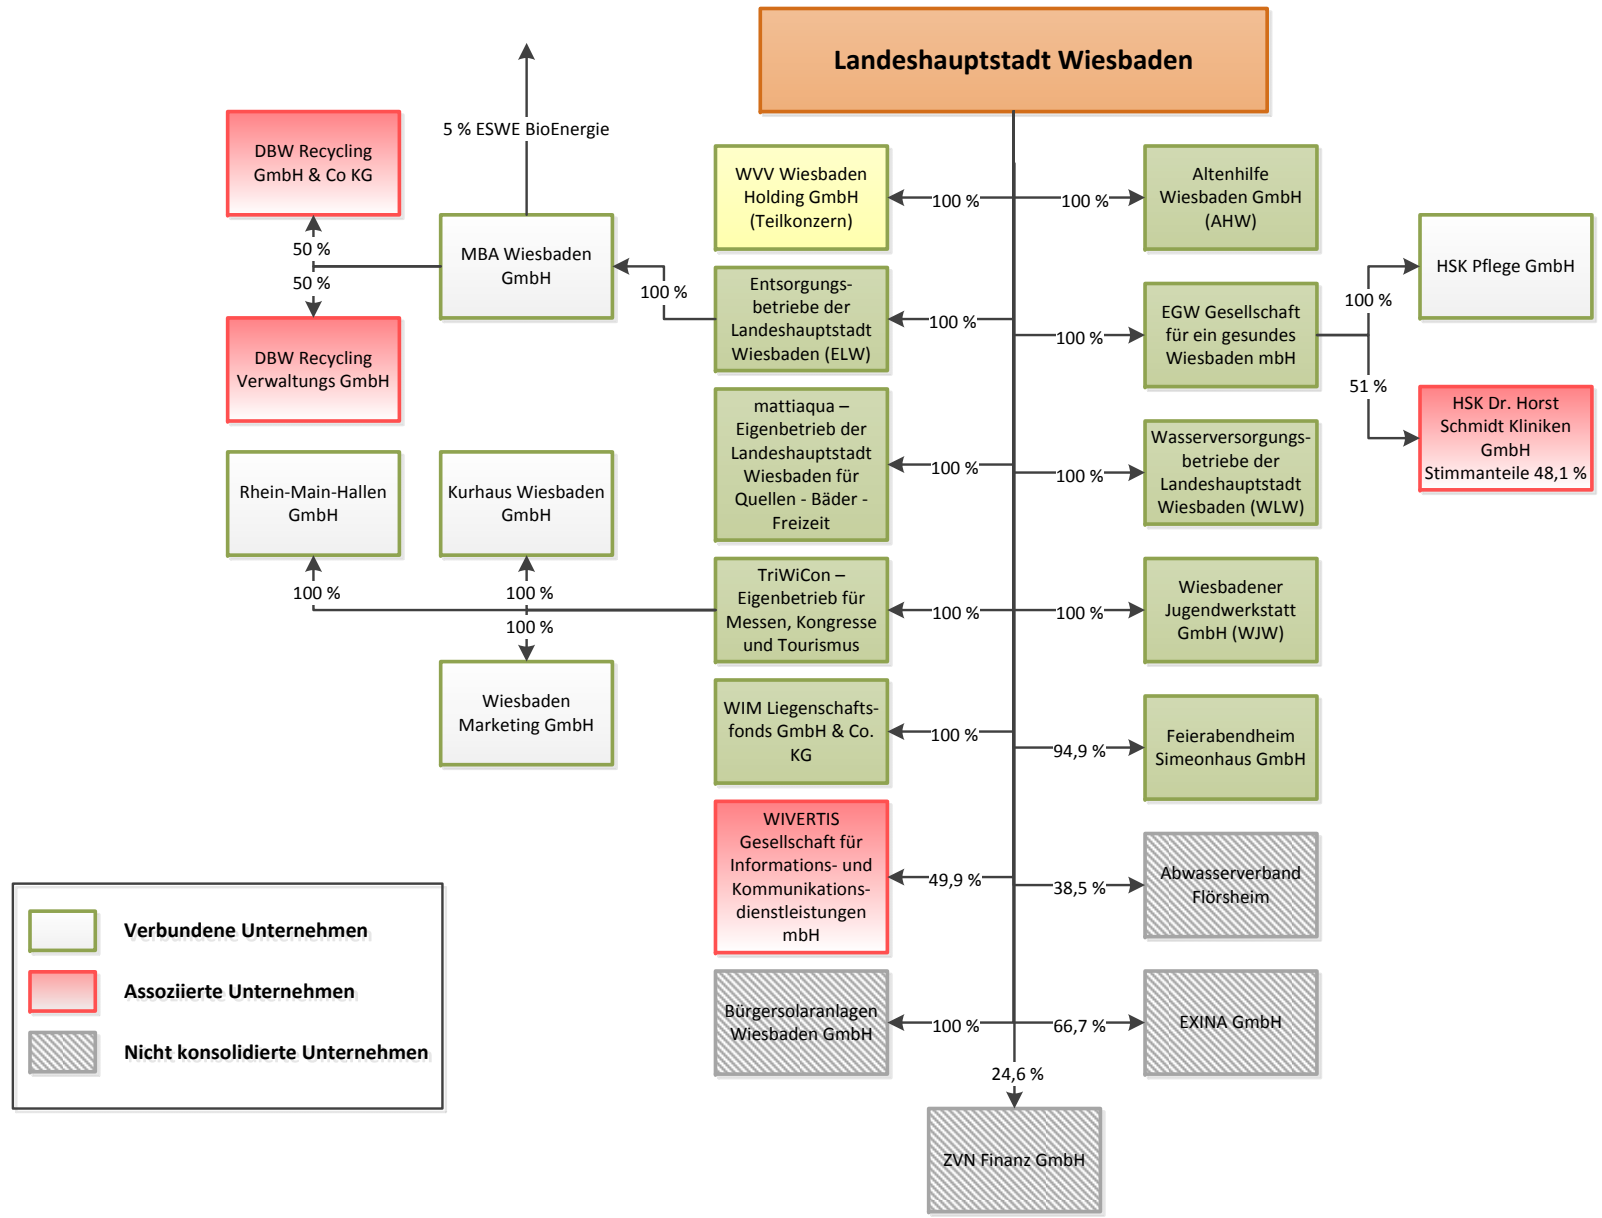 Landeshauptstadt Wiesbaden
5 % ESWE BioEnergie
DBW Recycling
GmbH & Co KG
50 %
50 %
DBW Recycling
Verwaltungs GmbH
MBA Wiesbaden
GmbH
100 %
WVV Wiesbaden
Holding GmbH
(Teilkonzern)
100 %
100 %
Altenhilfe
Wiesbaden GmbH
(AHW)
Entsorgungs-
betriebe der
Landeshauptstadt
Wiesbaden (ELW)
100 %
100 %
EGW Gesellschaft
für ein gesundes
Wiesbaden mbH
100 %
HSK Pflege GmbH
51 %
HSK Dr. Horst
Schmidt Kliniken
GmbH
Stimmanteile 48,1 %
mattiaqua –
Eigenbetrieb der
Landeshauptstadt
Wiesbaden für
Quellen - Bäder -
Freizeit
100 %
100 %
Wasserversorgungs-
betriebe der
Landeshauptstadt
Wiesbaden (WLW)
Rhein-Main-Hallen
GmbH
Kurhaus Wiesbaden
GmbH
100 %
100 %
100 %
Wiesbaden
Marketing GmbH
TriWiCon –
Eigenbetrieb für
Messen, Kongresse
und Tourismus
100 %
100 %
Wiesbadener
Jugendwerkstatt
GmbH (WJW)
WIM Liegenschafts-
fonds GmbH & Co.
KG
100 %
94,9 %
Feierabendheim
Simeonhaus GmbH
WIVERTIS
Gesellschaft für
Informations- und
Kommunikations-
dienstleistungen
mbH
49,9 %
38,5 %
Abwasserverband
Flörsheim
Bürgersolaranlagen
Wiesbaden GmbH
100 %
66,7 %
EXINA GmbH
24,6 %
ZVN Finanz GmbH
Verbundene Unternehmen
Assoziierte Unternehmen
Nicht konsolidierte Unternehmen